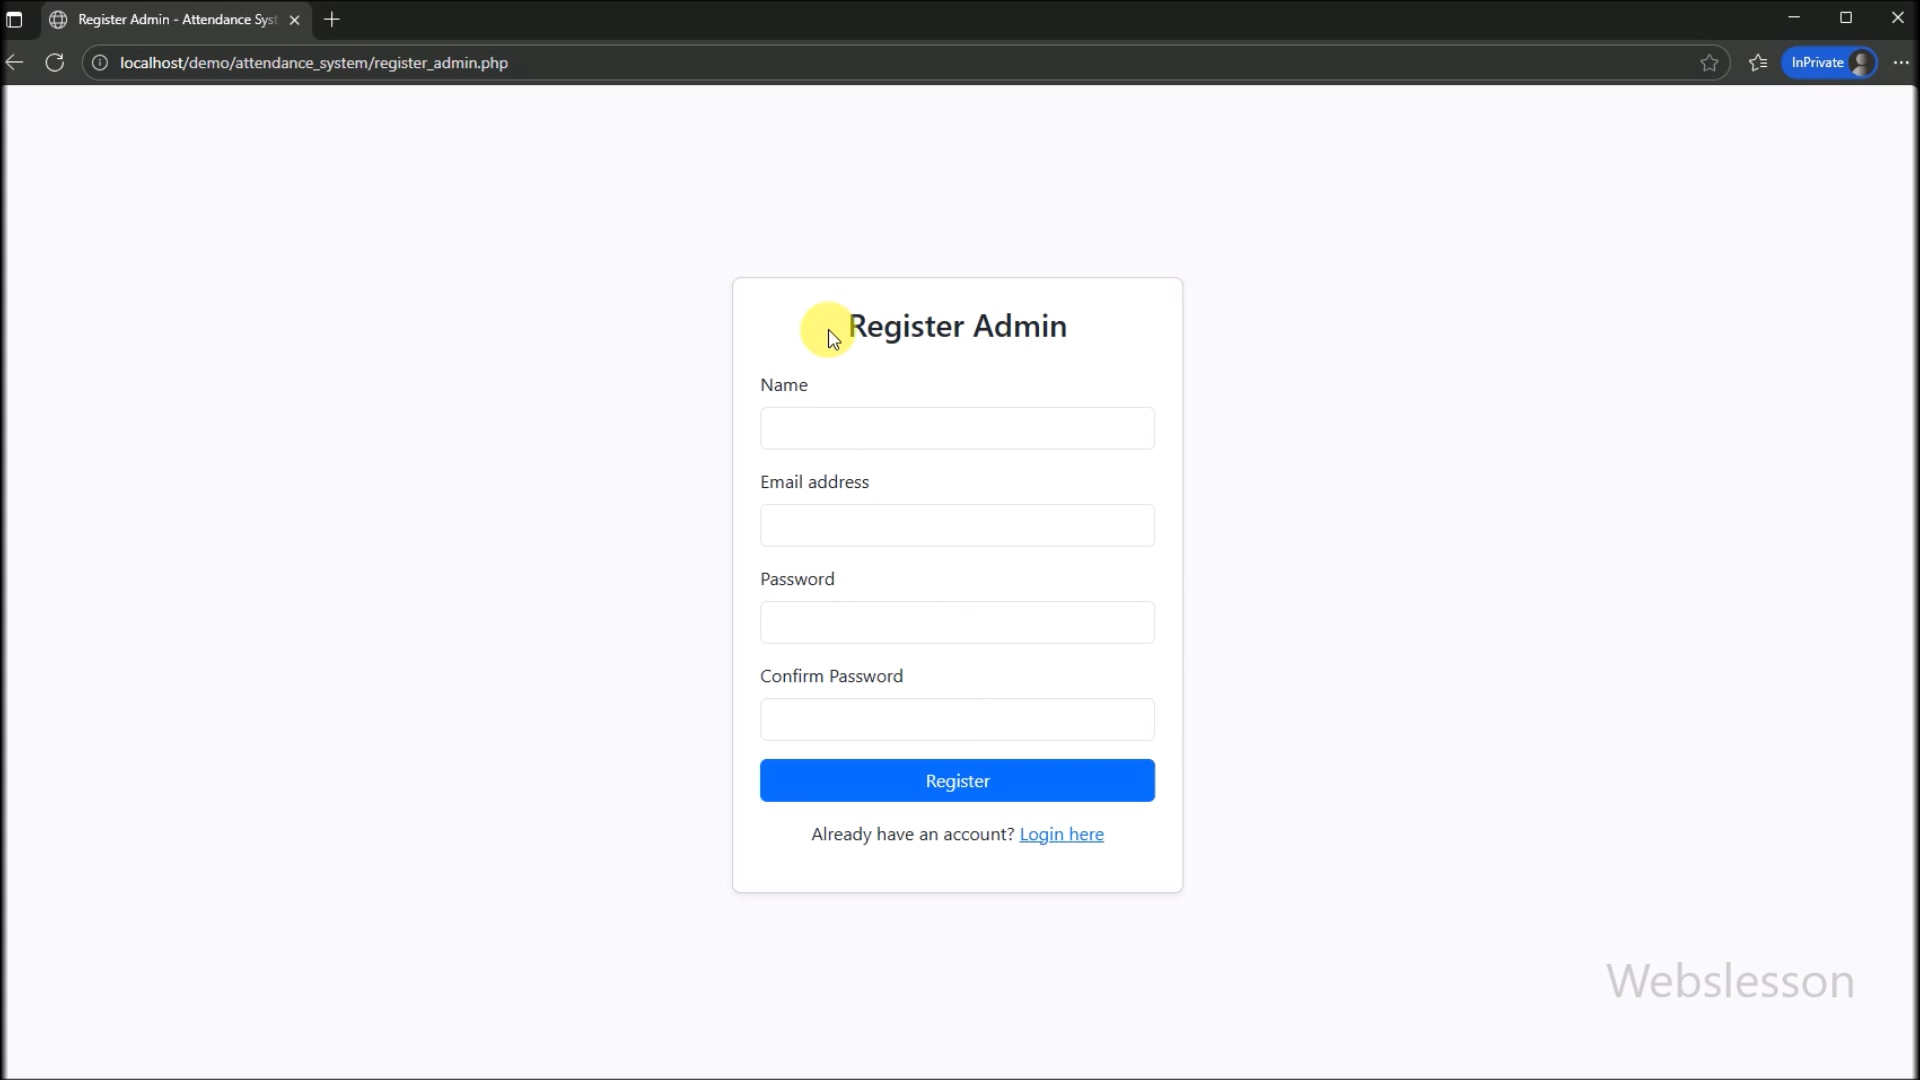 Register Admin - Attendance Syst
localhost/demo/attendance_system/register_admin.php
InPrivate
Register Admin
Name
Email address
Password
Confirm Password
Register
Already have an account? Login here
Webslesson